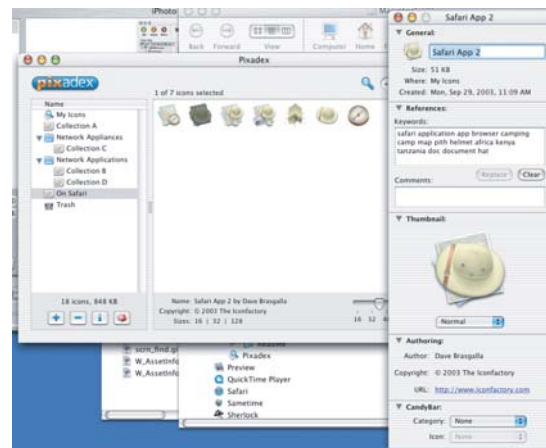 iPhoto
Back Forward View Computer Home
Pixadex
pixadex
1 of 7 icons selected
Name
My Icons
Collection A
Network Appliances
Collection C
Network Applications
Collection B
Collection D
On Safari
Trash
18 icons, 848 KB
Name: Safari App 2 by Dave Brasgalla
Copyright: © 2003 The Iconfactory
Sizes: 16 | 32 | 128
16 32
scrn_find.gi
W_AssetInfo
W_AssetInfo
Pixadex
Preview
QuickTime Player
Safari
Sametime
Sherlock
Safari App 2
General:
Safari App 2
Size: 51 KB
Where: My Icons
Created: Mon, Sep 29, 2003, 11:09 AM
References:
Keywords:
safari application app browser camping
camp map pith helmet africa kenya
tanzania doc document hat
Replace Clear
Comments:
Thumbnail:
Normal
Authoring:
Author: Dave Brasgalla
Copyright: © 2003 The Iconfactory
URL: http://www.iconfactory.com
CandyBar:
Category: None
Icon: None